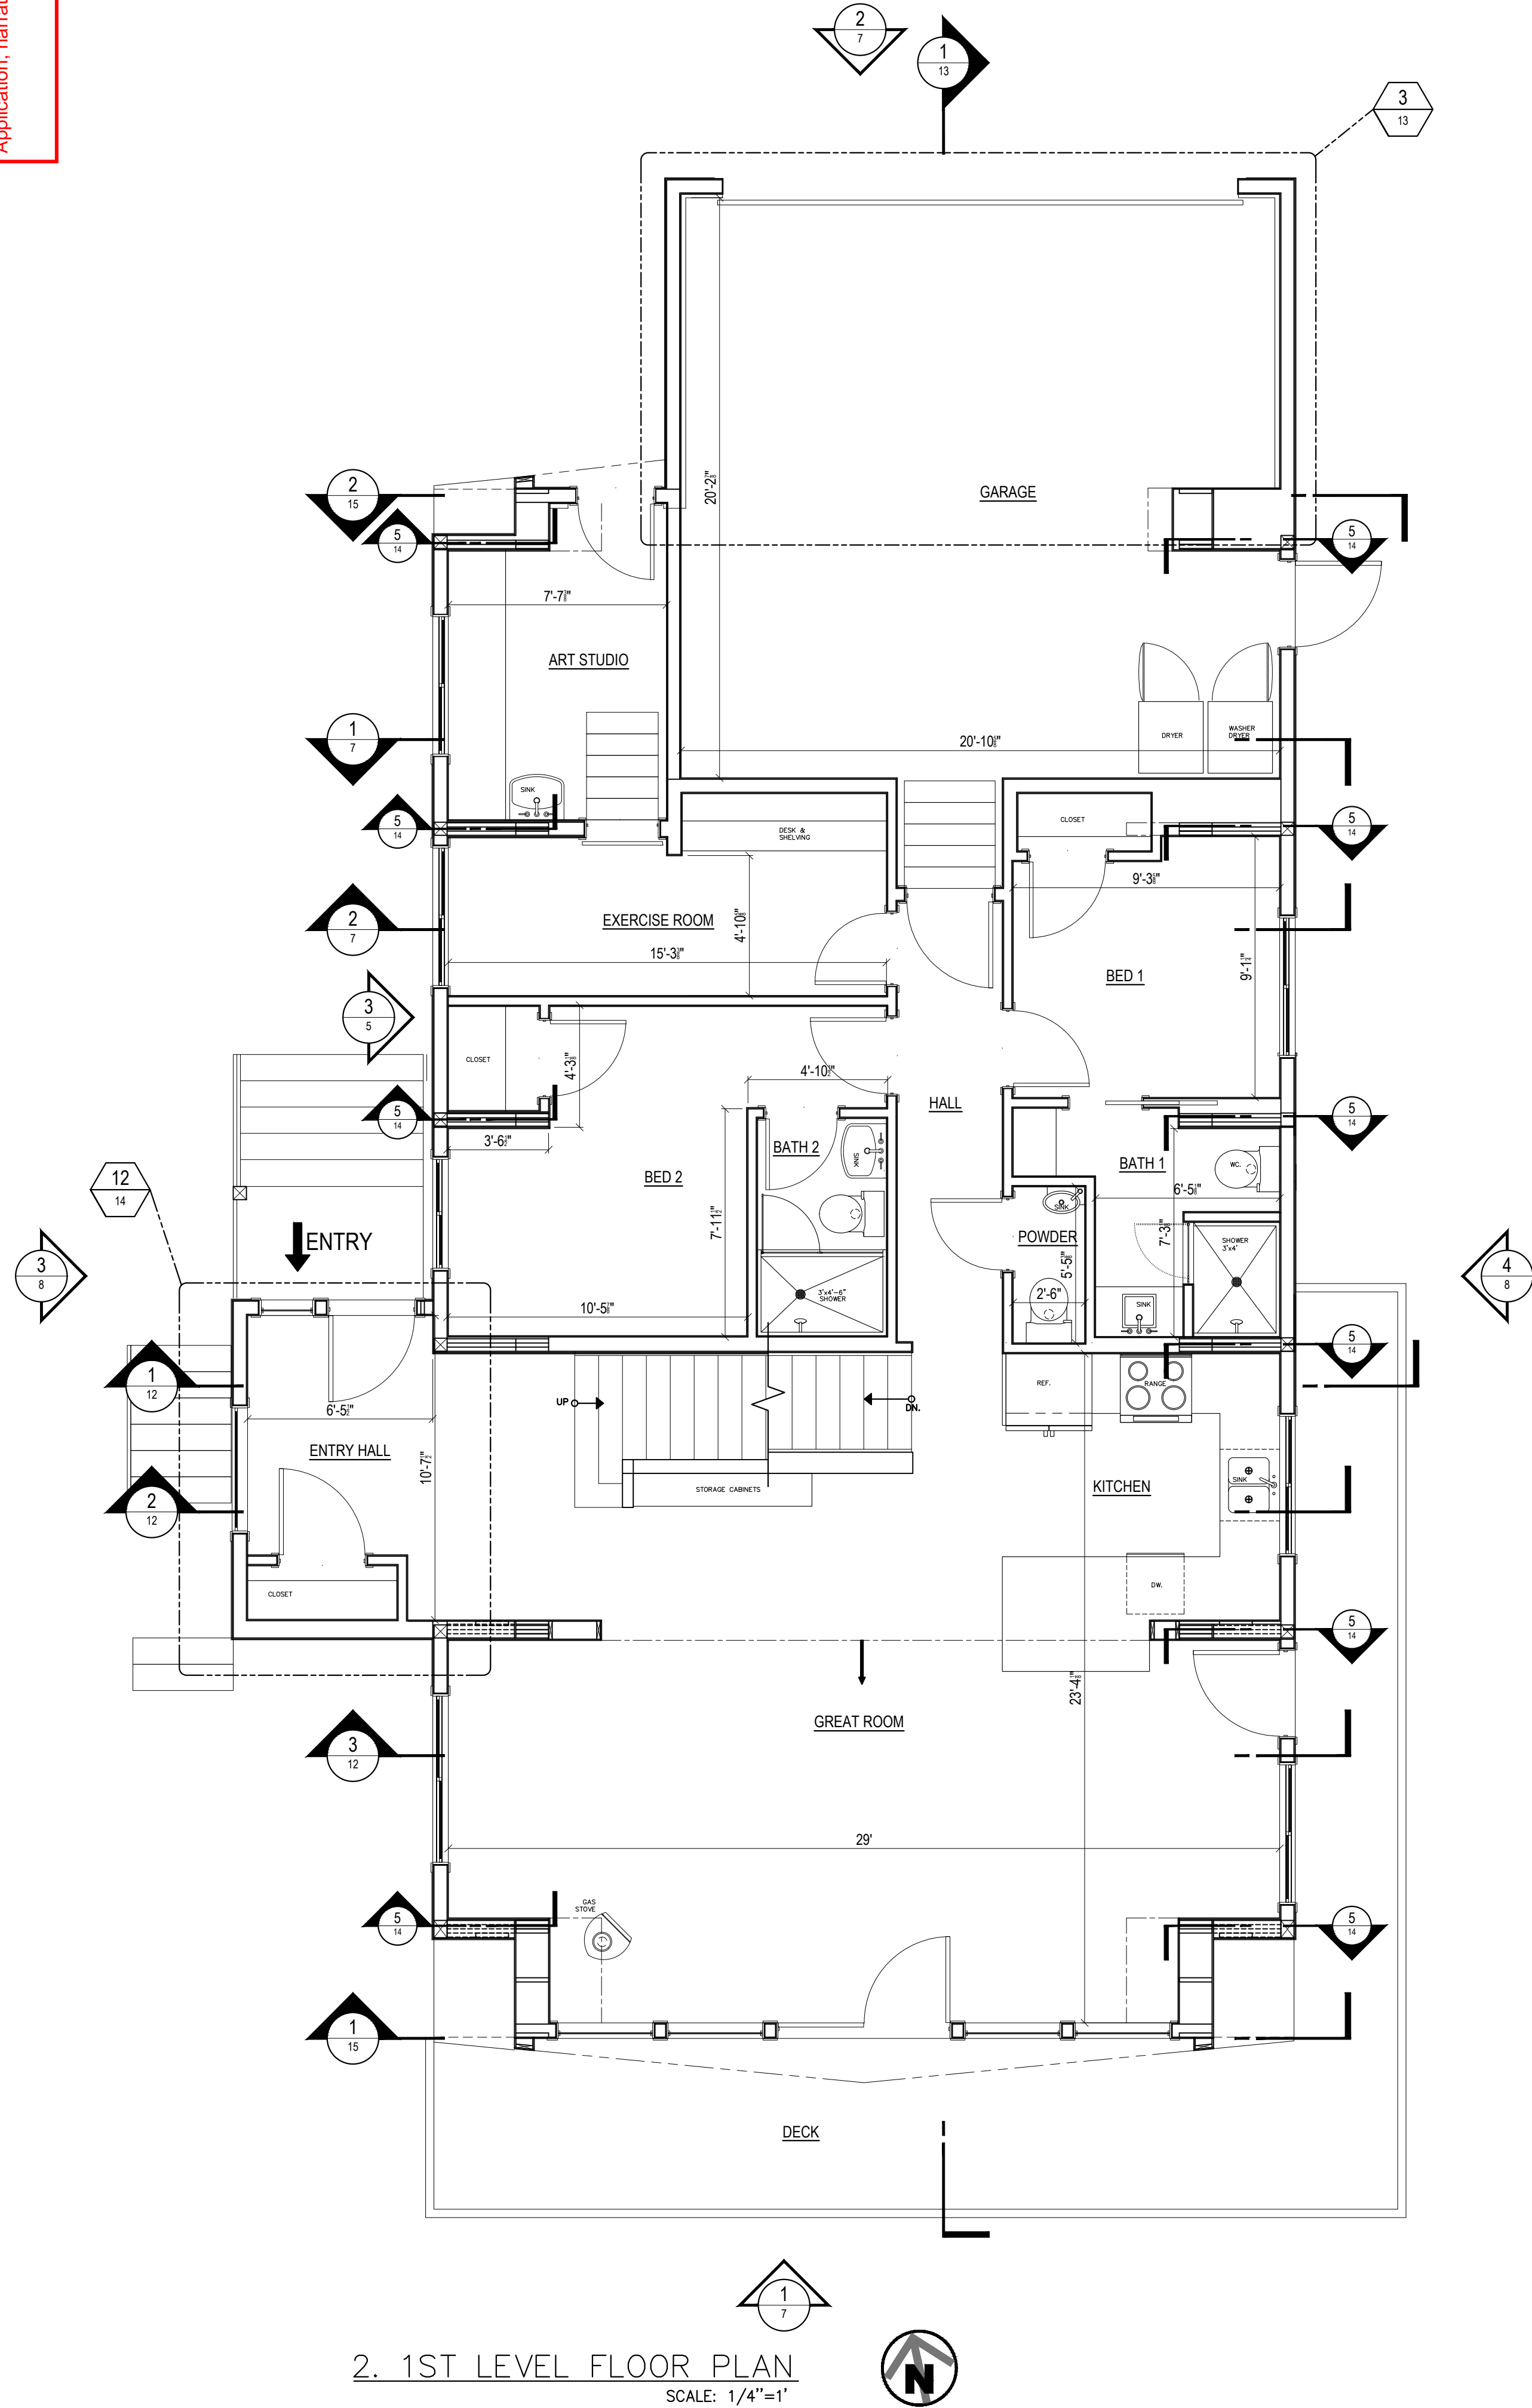 Application, narrat
2
7
1
13
3
13
2
15
5
14
GARAGE
20'-2⅞"
5
14
7'-7⅜"
ART STUDIO
1
7
20'-10⅝"
DRYER
WASHER
DRYER
SINK
5
14
DESK &
SHELVING
CLOSET
5
14
9'-3⅝"
2
7
EXERCISE ROOM
4'-10⅛"
15'-3⅜"
BED 1
9'-1¼"
3
5
CLOSET
4'-3⅛"
4'-10½"
HALL
5
14
3'-6½"
BATH 2
SINK
BED 2
7'-11½"
BATH 1
WC.
6'-5⅛"
5
14
12
14
ENTRY
POWDER
SINK
5'-5"
7'-3⅝"
SHOWER
3'x4'
3
8
4
8
10'-5⅞"
3'x4'-6"
SHOWER
2'-6"
SINK
5
14
1
12
UP
DN.
REF.
RANGE
6'-5½"
ENTRY HALL
10'-7½"
KITCHEN
SINK
2
12
STORAGE CABINETS
CLOSET
DW.
5
14
23'-4⅛"
GREAT ROOM
3
12
29'
GAS
STOVE
5
14
5
14
1
15
DECK
1
7
2. 1ST LEVEL FLOOR PLAN
SCALE: 1/4"=1'
N